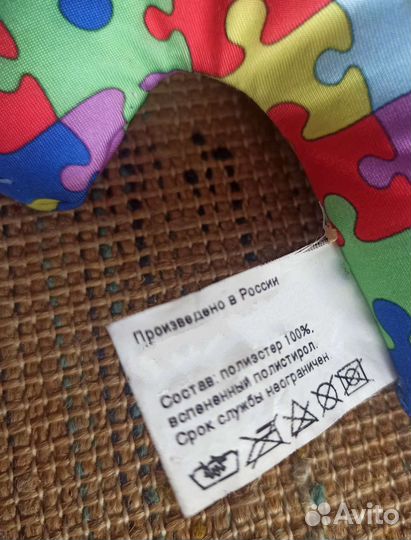 Произведено в России
Состав: полиэстер 100%,
вспененный полистирол.
Срок службы неограничен
Avito